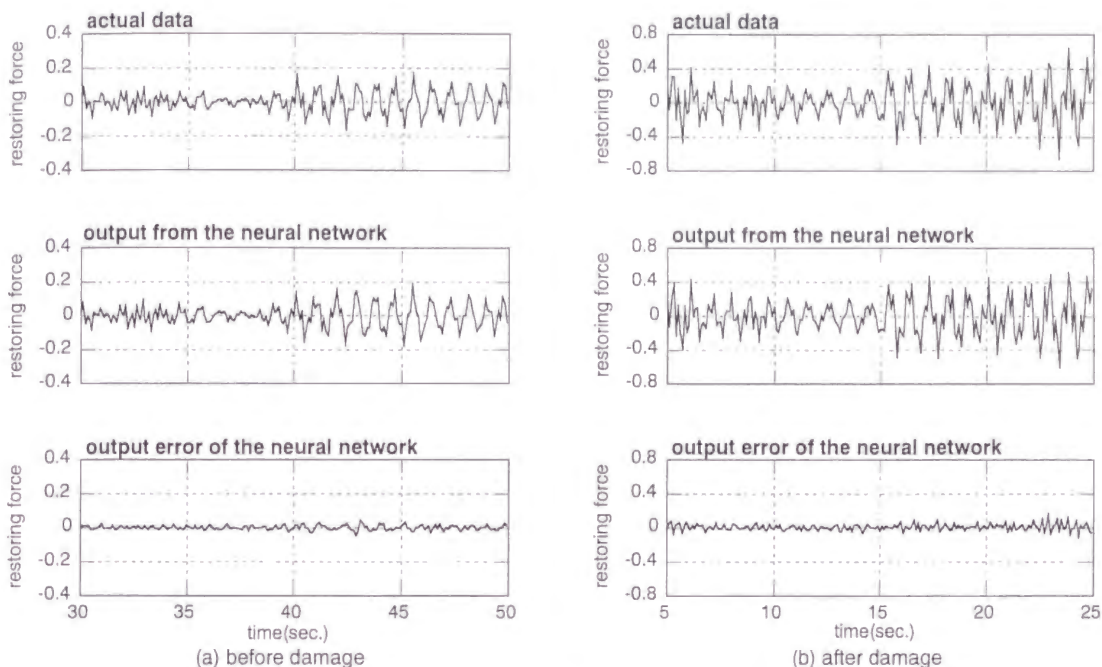 actual data
restoring force
0.4
0.2
0
-0.2
-0.4
output from the neural network
restoring force
0.4
0.2
0
-0.2
-0.4
output error of the neural network
restoring force
0.4
0.2
0
-0.2
-0.4
30 35 40 45 50
time(sec.)
(a) before damage
actual data
restoring force
0.8
0.4
0
-0.4
-0.8
output from the neural network
restoring force
0.8
0.4
0
-0.4
-0.8
output error of the neural network
restoring force
0.8
0.4
0
-0.4
-0.8
5 10 15 20 25
time(sec.)
(b) after damage